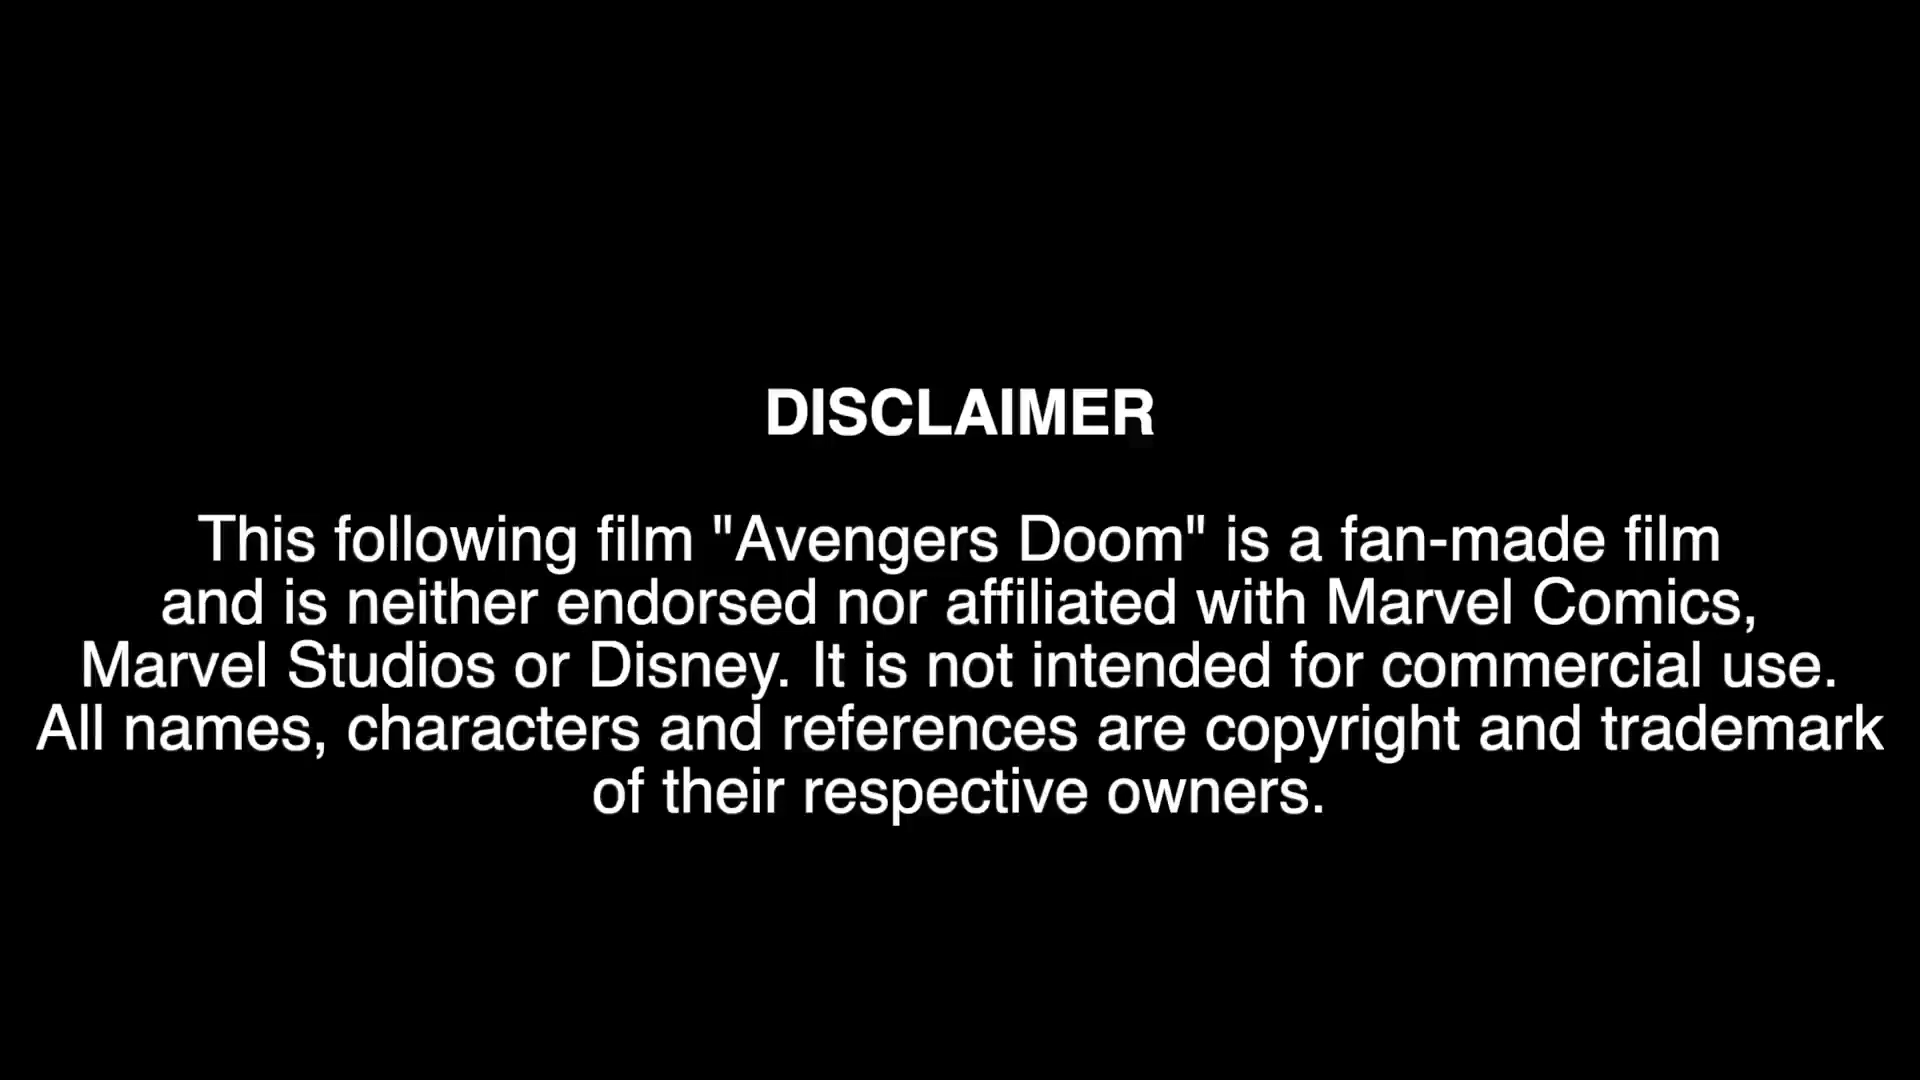 DISCLAIMER
This following film "Avengers Doom" is a fan-made film
and is neither endorsed nor affiliated with Marvel Comics,
Marvel Studios or Disney. It is not intended for commercial use.
All names, characters and references are copyright and trademark
of their respective owners.